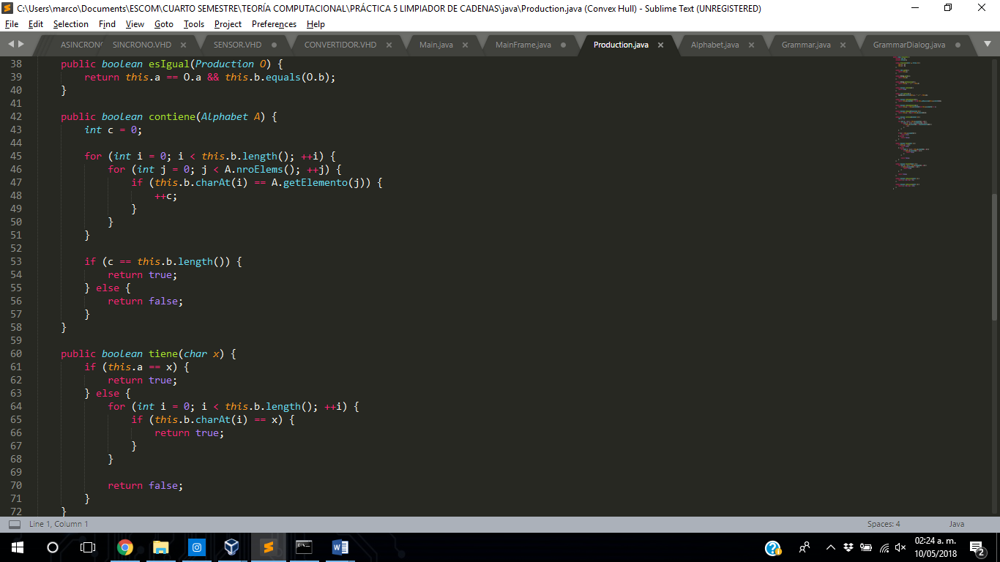 C:\Users\marco\Documents\ESCOM\CUARTO SEMESTRE\TEORÍA COMPUTACIONAL\PRÁCTICA 5 LIMPIADOR DE CADENAS\java\Production.java (Convex Hull) - Sublime Text (UNREGISTERED)
File Edit Selection Find View Goto Tools Project Preferences Help
ASINCRON SINCRONO.VHD SENSOR.VHD CONVERTIDOR.VHD Main.java MainFrame.java Production.java Alphabet.java Grammar.java GrammarDialog.java
38 public boolean esIgual(Production O) {
39 return this.a == O.a && this.b.equals(O.b);
40 }
41
42 public boolean contiene(Alphabet A) {
43 int c = 0;
44
45 for (int i = 0; i < this.b.length(); ++i) {
46 for (int j = 0; j < A.nroElems(); ++j) {
47 if (this.b.charAt(i) == A.getElemento(j)) {
48 ++c;
49 }
50 }
51 }
52
53 if (c == this.b.length()) {
54 return true;
55 } else {
56 return false;
57 }
58 }
59
60 public boolean tiene(char x) {
61 if (this.a == x) {
62 return true;
63 } else {
64 for (int i = 0; i < this.b.length(); ++i) {
65 if (this.b.charAt(i) == x) {
66 return true;
67 }
68 }
69
70 return false;
71 }
72 }
Line 1, Column 1 Spaces: 4 Java
02:24 a. m.
10/05/2018
2